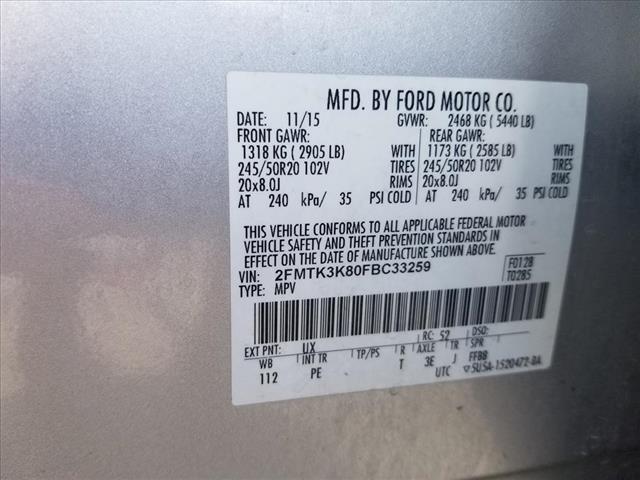 MFD. BY FORD MOTOR CO.
DATE: 11/15 GVWR: 2468 KG ( 5440 LB)
FRONT GAWR: REAR GAWR:
1318 KG ( 2905 LB) WITH 1173 KG ( 2585 LB) WITH
245/50R20 102V TIRES 245/50R20 102V TIRES
20x8.0J RIMS 20x8.0J RIMS
AT 240 kPa/ 35 PSI COLD AT 240 kPa/ 35 PSI COLD
THIS VEHICLE CONFORMS TO ALL APPLICABLE FEDERAL MOTOR
VEHICLE SAFETY AND THEFT PREVENTION STANDARDS IN
EFFECT ON THE DATE OF MANUFACTURE SHOWN ABOVE.
VIN: 2FMTK3K80FBC33259 F0128
TYPE: MPV T0285
EXT PNT: UX RC: 52 DSO:
WB INT TR TP/PS R AXLE TR SPR
112 PE T 3E J FFBB
UTC 5U5A-1520472-BA